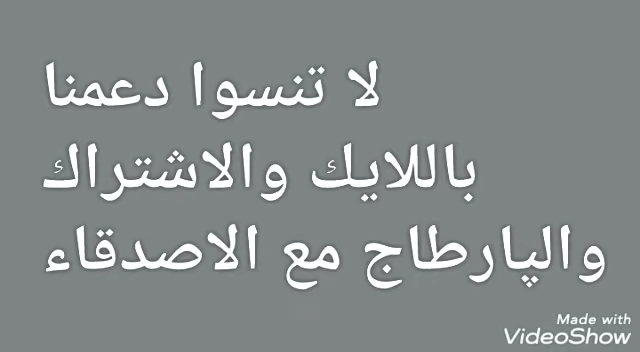 لا تنسوا دعمنا
باللايك والاشتراك
والپارطاج مع الاصدقاء
Made with
VideoShow